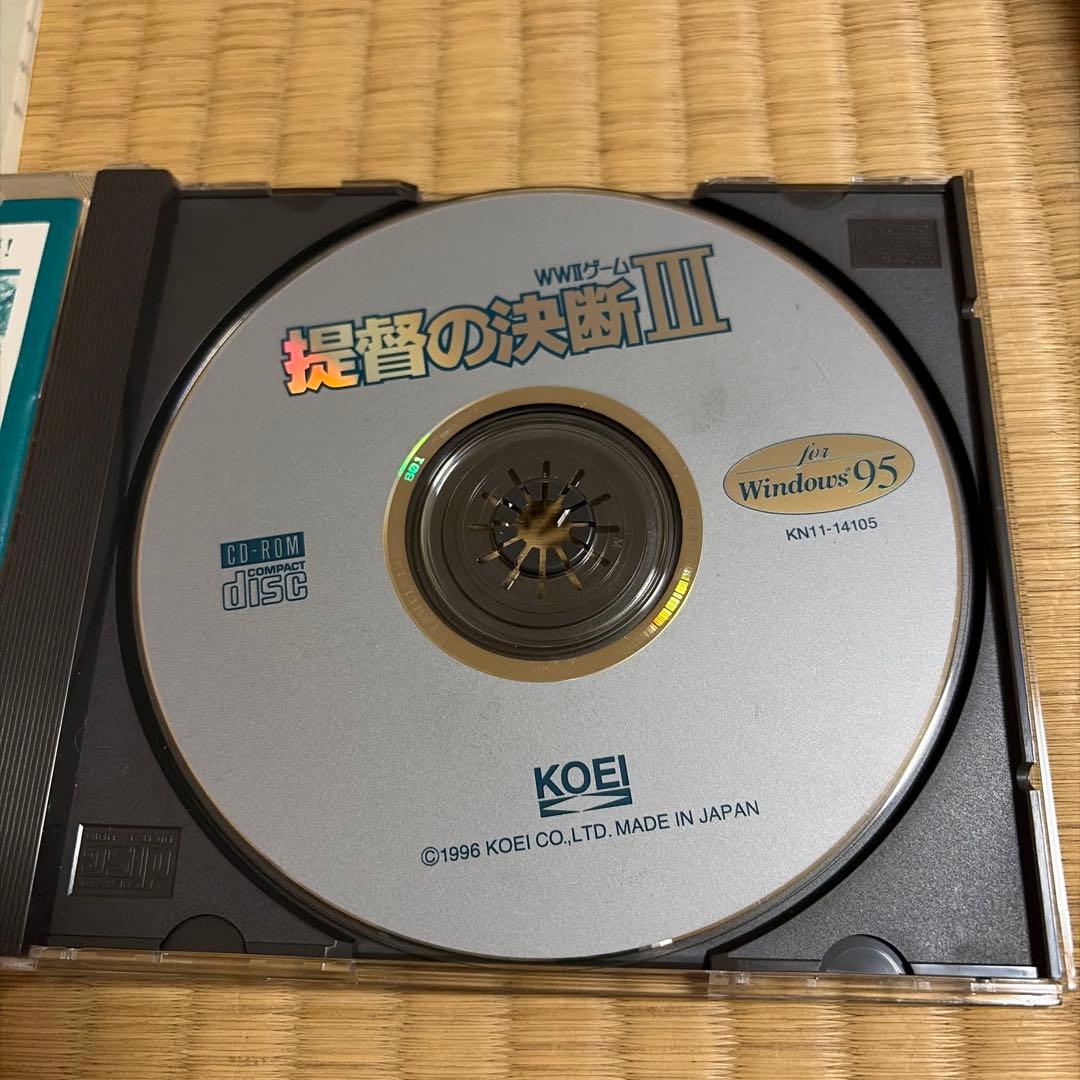 WWIIゲーム
提督の決断III
for
Windows®95
KN11-14105
B01
CD-ROM
COMPACT
disc
KOEI
©1996 KOEI CO.,LTD. MADE IN JAPAN